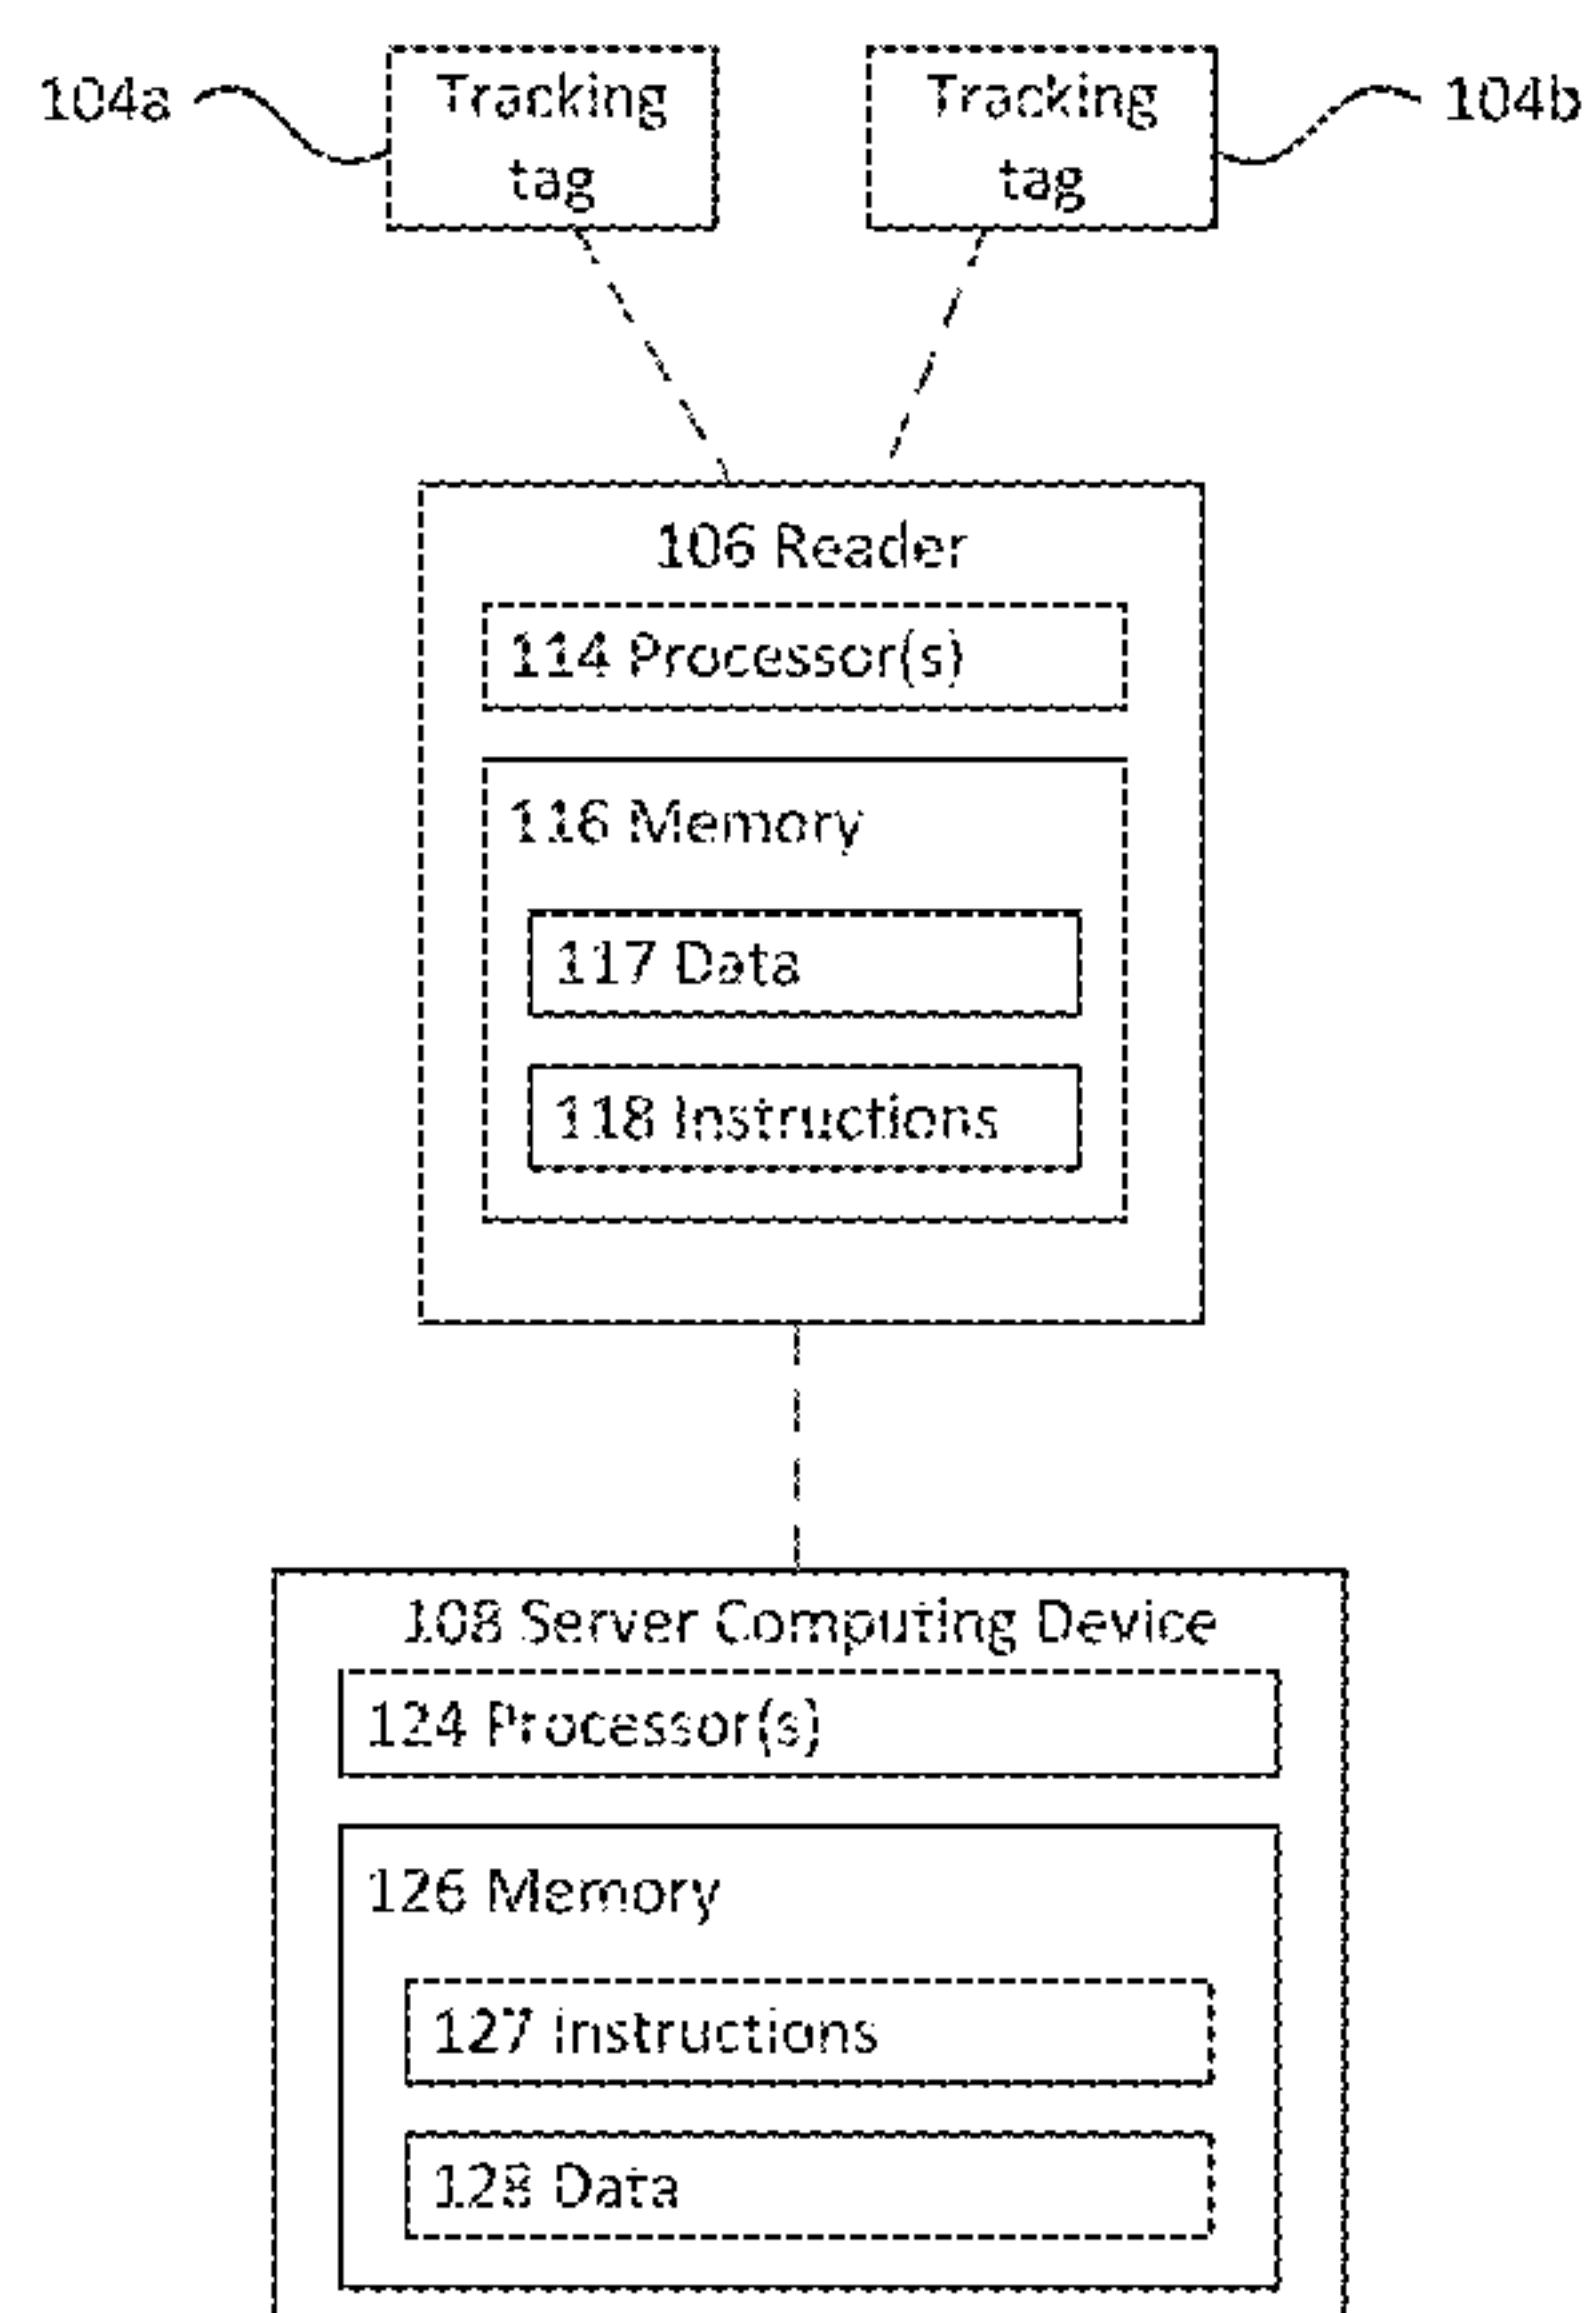 104a
Tracking
tag
Tracking
tag
104b
106 Reader
114 Processor(s)
116 Memory
117 Data
118 Instructions
108 Server Computing Device
124 Processor(s)
126 Memory
127 Instructions
128 Data